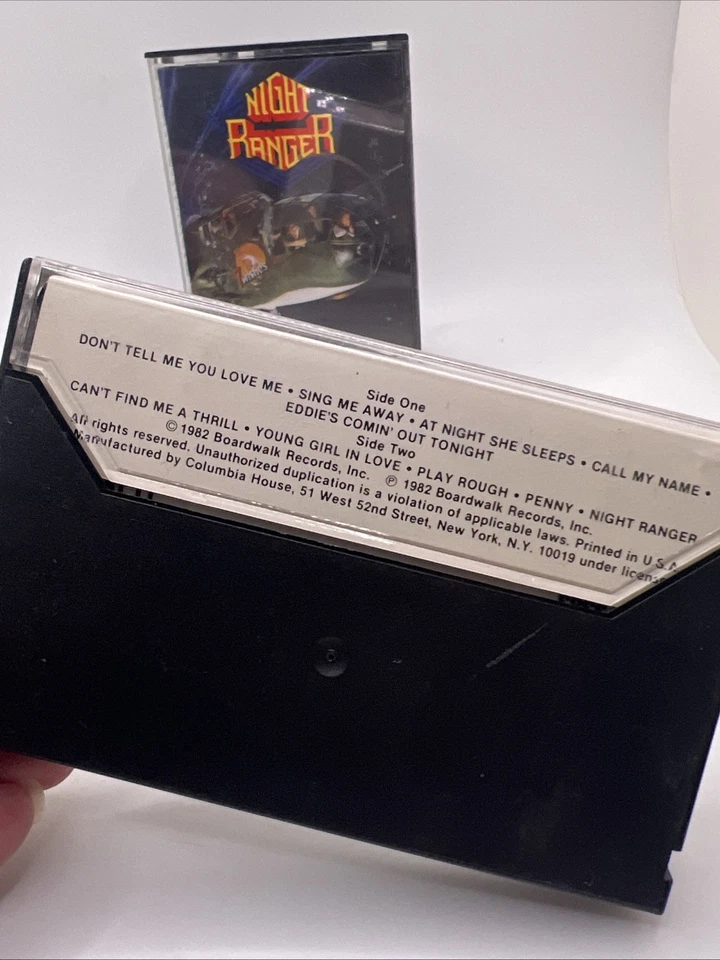 NIGHT
RANGER
Side One
DON'T TELL ME YOU LOVE ME • SING ME AWAY • AT NIGHT SHE SLEEPS • CALL MY NAME •
EDDIE'S COMIN' OUT TONIGHT
Side Two
CAN'T FIND ME A THRILL • YOUNG GIRL IN LOVE • PLAY ROUGH • PENNY • NIGHT RANGER
© 1982 Boardwalk Records, Inc. ℗ 1982 Boardwalk Records, Inc.
All rights reserved. Unauthorized duplication is a violation of applicable laws. Printed in U.S.A.
Manufactured by Columbia House, 51 West 52nd Street, New York, N.Y. 10019 under license